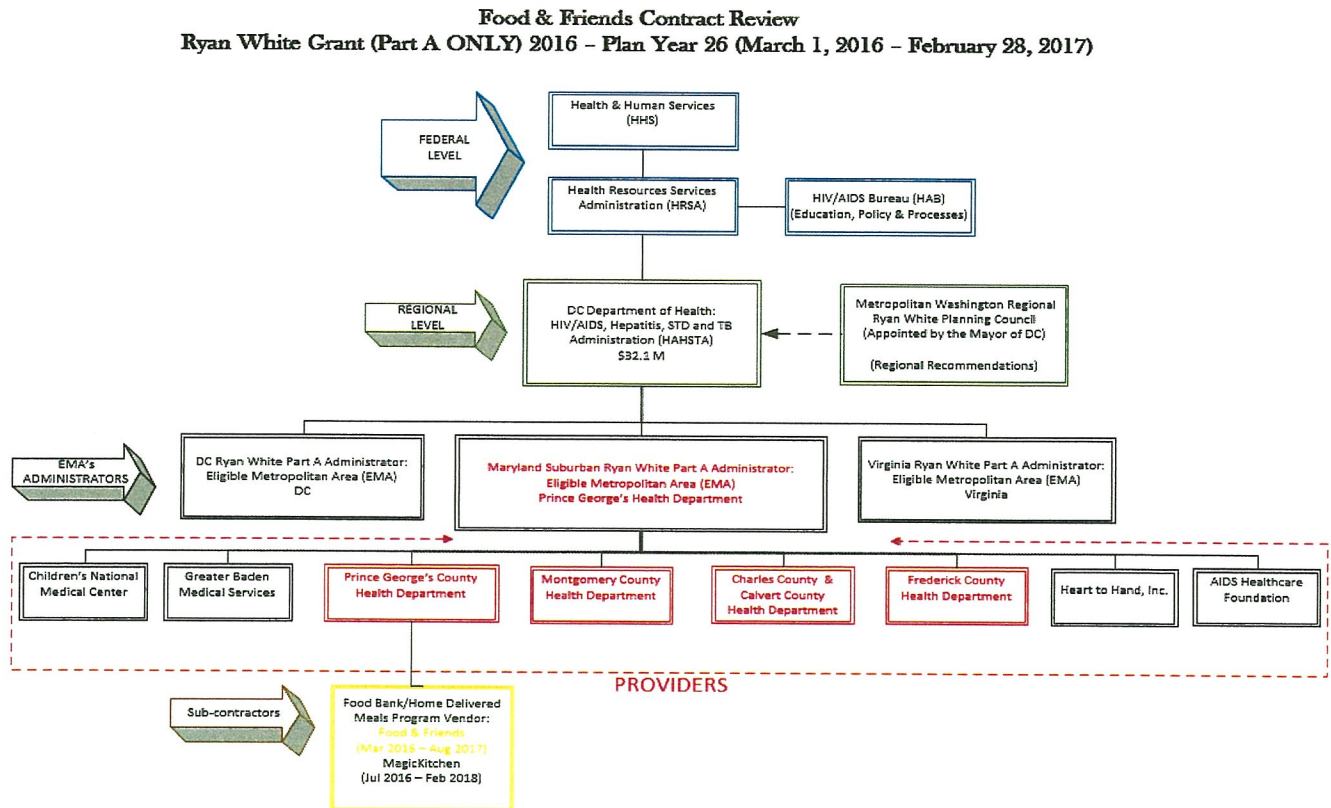 Food & Friends Contract Review
Ryan White Grant (Part A ONLY) 2016 – Plan Year 26 (March 1, 2016 – February 28, 2017)
FEDERAL
LEVEL
Health & Human Services
(HHS)
Health Resources Services
Administration (HRSA)
HIV/AIDS Bureau (HAB)
(Education, Policy & Processes)
REGIONAL
LEVEL
DC Department of Health:
HIV/AIDS, Hepatitis, STD and TB
Administration (HAHSTA)
$32.1 M
Metropolitan Washington Regional
Ryan White Planning Council
(Appointed by the Mayor of DC)
(Regional Recommendations)
EMA's
ADMINISTRATORS
DC Ryan White Part A Administrator:
Eligible Metropolitan Area (EMA)
DC
Maryland Suburban Ryan White Part A Administrator:
Eligible Metropolitan Area (EMA)
Prince George's Health Department
Virginia Ryan White Part A Administrator:
Eligible Metropolitan Area (EMA)
Virginia
Children's National
Medical Center
Greater Baden
Medical Services
Prince George's County
Health Department
Montgomery County
Health Department
Charles County &
Calvert County
Health Department
Frederick County
Health Department
Heart to Hand, Inc.
AIDS Healthcare
Foundation
PROVIDERS
Sub-contractors
Food Bank/Home Delivered
Meals Program Vendor:
Food & Friends
(Mar 2016 – Aug 2017)
MagicKitchen
(Jul 2016 – Feb 2018)